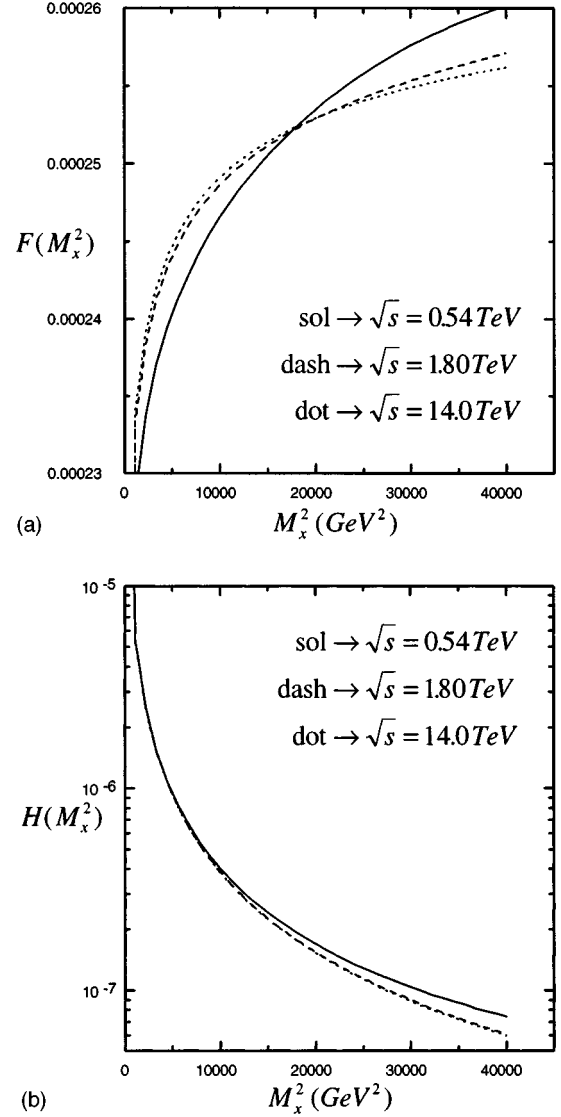 0.00026
0.00025
F(M_x^2)
0.00024
0.00023
sol → √s = 0.54 TeV
dash → √s = 1.80 TeV
dot → √s = 14.0 TeV
0 10000 20000 30000 40000
(a)
M_x^2 (GeV^2)
10^-5
sol → √s = 0.54 TeV
dash → √s = 1.80 TeV
dot → √s = 14.0 TeV
10^-6
H(M_x^2)
10^-7
0 10000 20000 30000 40000
(b)
M_x^2 (GeV^2)